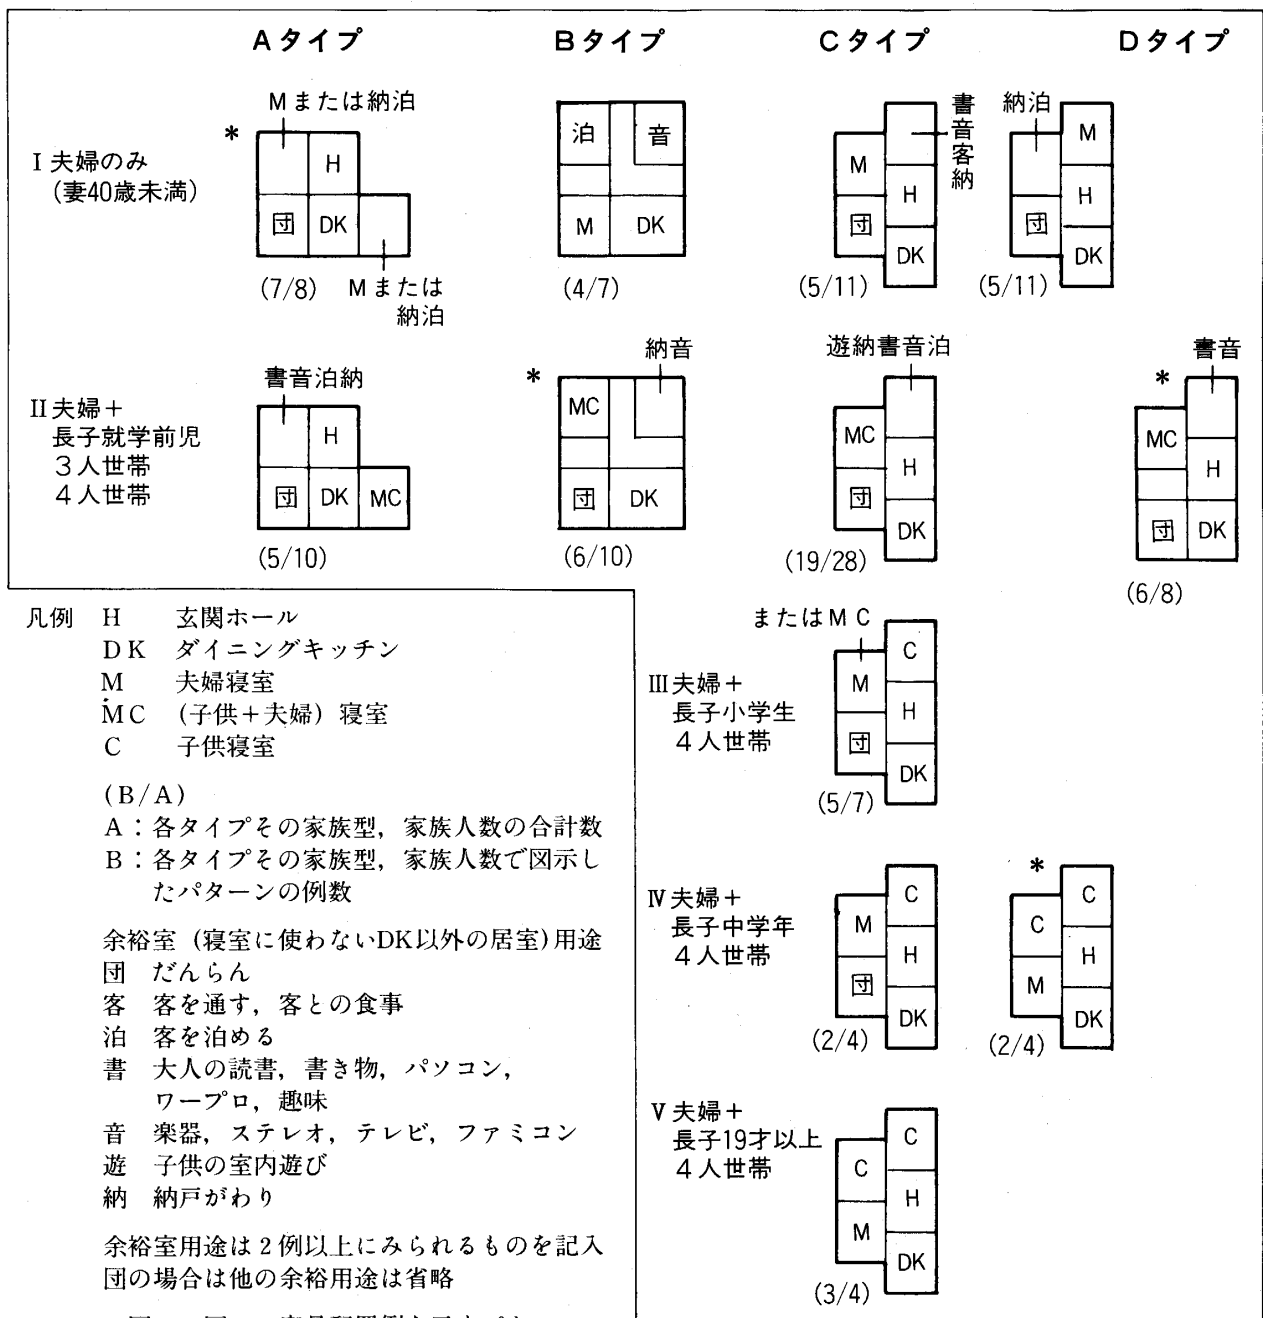 Aタイプ Bタイプ Cタイプ Dタイプ
I 夫婦のみ
(妻40歳未満)
*
Mまたは納泊
H
団 DK
(7/8) Mまたは
納泊
泊 音
M DK
(4/7)
書音客納
M
H
団
DK
(5/11)
納泊
M
H
団
DK
(5/11)
II 夫婦+
長子就学前児
3人世帯
4人世帯
書音泊納
H
団 DK MC
(5/10)
*
納音
MC
団 DK
(6/10)
遊納書音泊
MC
H
団
DK
(19/28)
書音
*
MC
H
団 DK
(6/8)
III 夫婦+
長子小学生
4人世帯
またはMC
C
M
H
団
DK
(5/7)
IV 夫婦+
長子中学年
4人世帯
C
M
H
団
DK
(2/4)
*
C
C
H
M
DK
(2/4)
V 夫婦+
長子19才以上
4人世帯
C
C
H
M
DK
(3/4)
凡例 H 玄関ホール
DK ダイニングキッチン
M 夫婦寝室
MC (子供+夫婦) 寝室
C 子供寝室
(B/A)
A:各タイプその家族型,家族人数の合計数
B:各タイプその家族型,家族人数で図示し
たパターンの例数
余裕室 (寝室に使わないDK以外の居室)用途
団 だんらん
客 客を通す,客との食事
泊 客を泊める
書 大人の読書,書き物,パソコン,
ワープロ,趣味
音 楽器,ステレオ,テレビ,ファミコン
遊 子供の室内遊び
納 納戸がわり
余裕室用途は2例以上にみられるものを記入
団の場合は他の余裕用途は省略